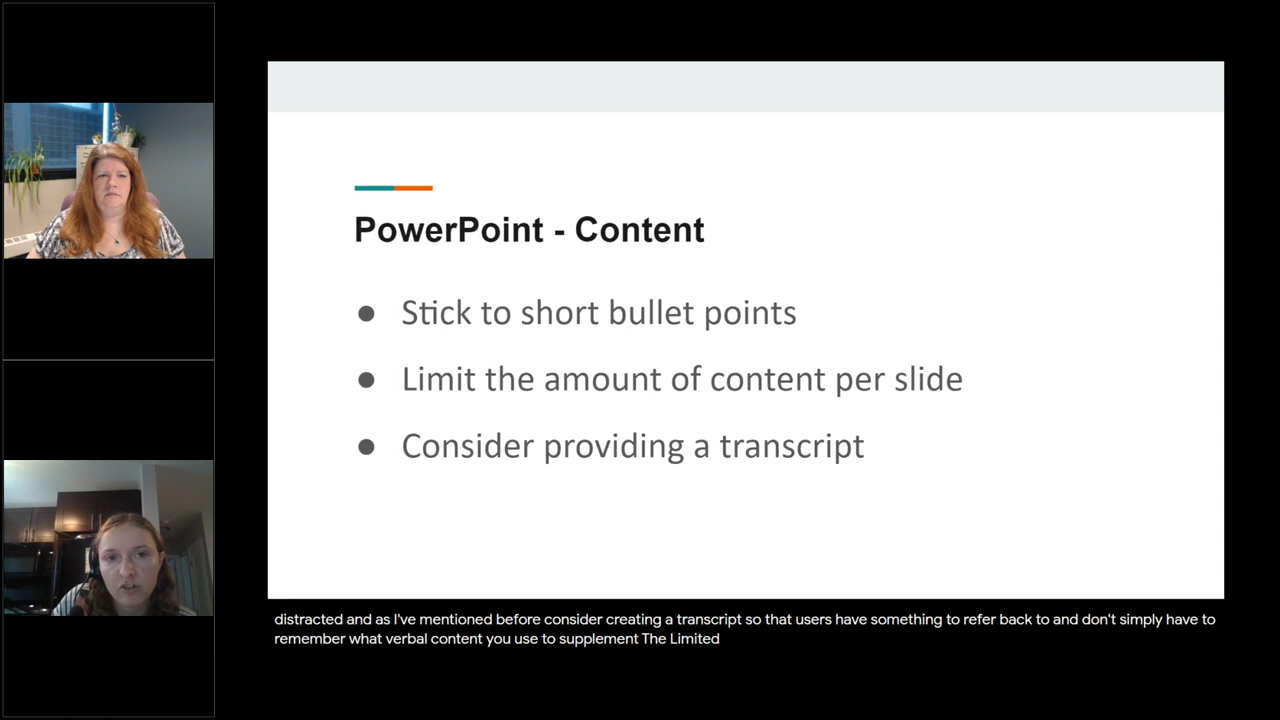 PowerPoint - Content
● Stick to short bullet points
● Limit the amount of content per slide
● Consider providing a transcript
distracted and as I've mentioned before consider creating a transcript so that users have something to refer back to and don't simply have to
remember what verbal content you use to supplement The Limited